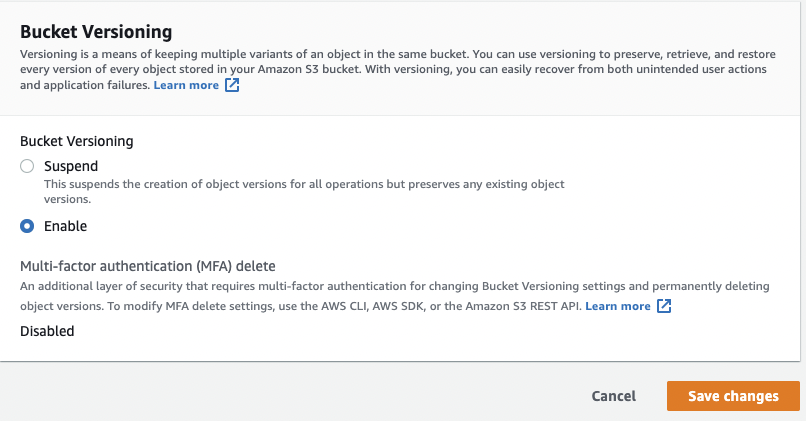 Bucket Versioning
Versioning is a means of keeping multiple variants of an object in the same bucket. You can use versioning to preserve, retrieve, and restore
every version of every object stored in your Amazon S3 bucket. With versioning, you can easily recover from both unintended user actions
and application failures. Learn more
Bucket Versioning
Suspend
This suspends the creation of object versions for all operations but preserves any existing object
versions.
Enable
Multi-factor authentication (MFA) delete
An additional layer of security that requires multi-factor authentication for changing Bucket Versioning settings and permanently deleting
object versions. To modify MFA delete settings, use the AWS CLI, AWS SDK, or the Amazon S3 REST API. Learn more
Disabled
Cancel Save changes